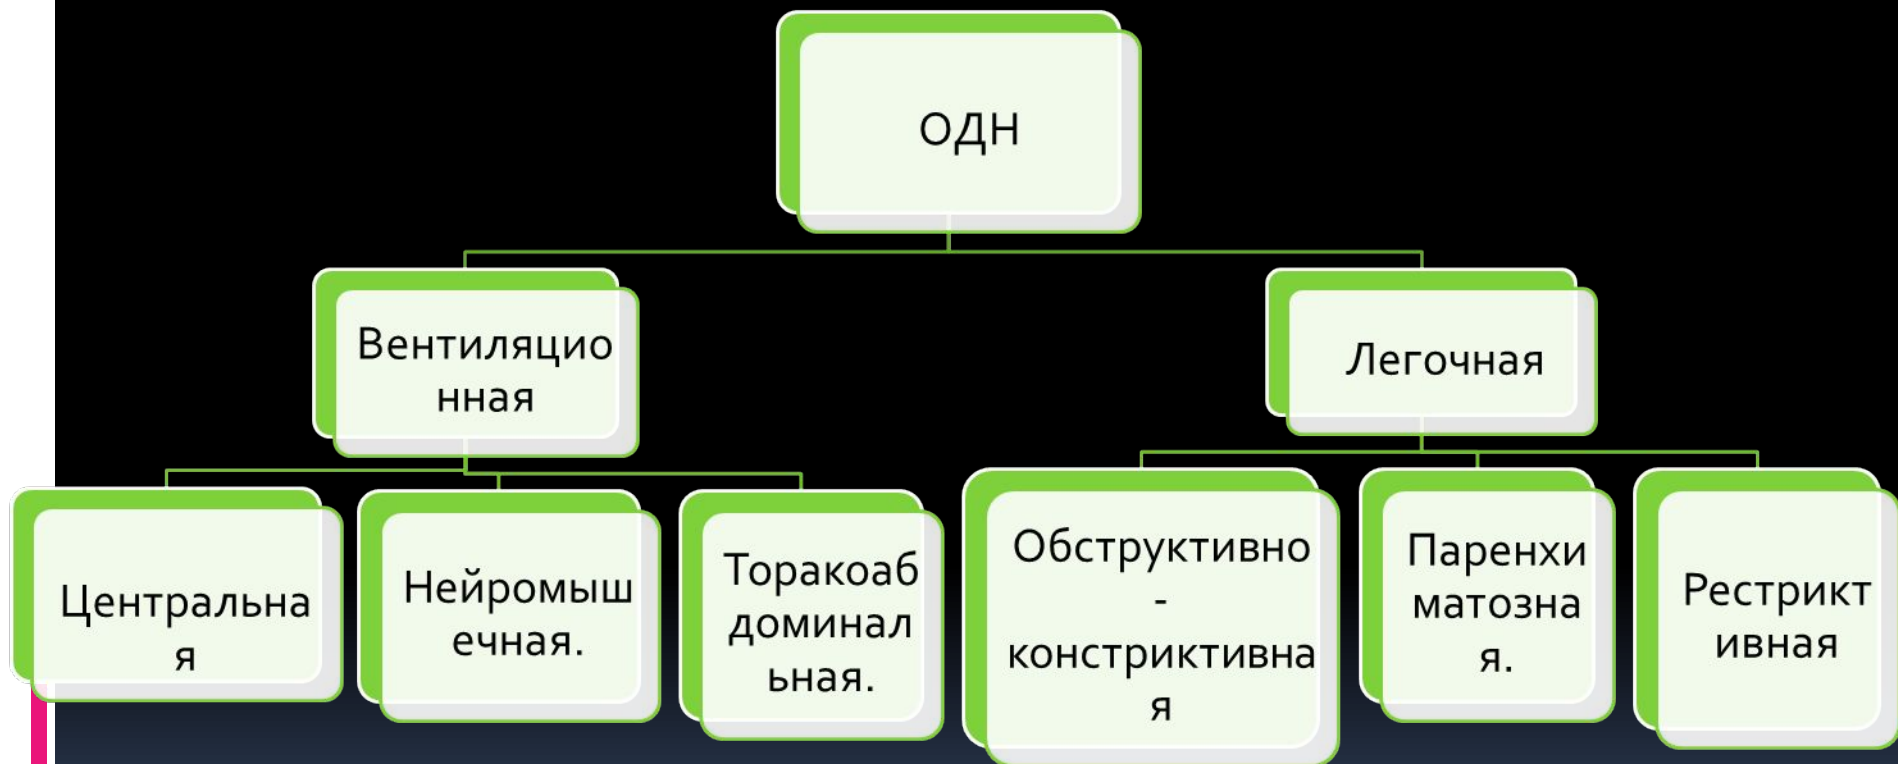 ОДН
Вентиляцио
нная
Легочная
Центральна
я
Нейромыш
ечная.
Торакоаб
доминал
ьная.
Обструктивно
-
констриктивна
я
Паренхи
матозна
я.
Рестрикт
ивная